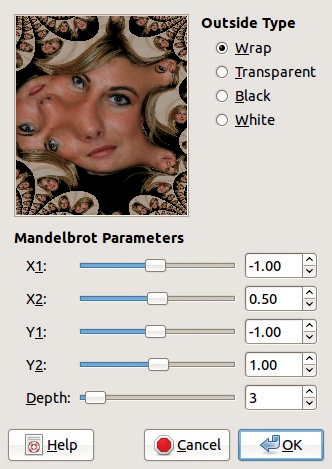 Outside Type
Wrap
Transparent
Black
White
Mandelbrot Parameters
X1: -1.00
X2: 0.50
Y1: -1.00
Y2: 1.00
Depth: 3
Help Cancel OK